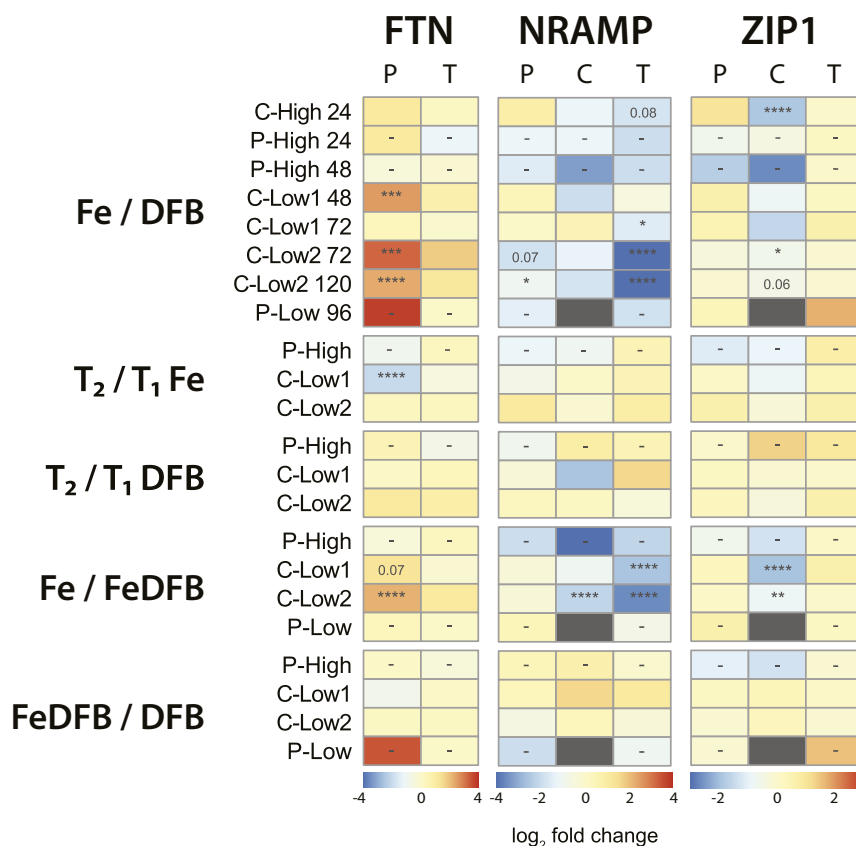 FTN NRAMP ZIP1
P T P C T P C T
Fe / DFB
C-High 24 0.08 ****
P-High 24 - - - - - - -
P-High 48 - - - - - - - -
C-Low1 48 ***
C-Low1 72 *
C-Low2 72 *** 0.07 **** *
C-Low2 120 **** * **** 0.06
P-Low 96 - - - -
T₂ / T₁ Fe
P-High - - - - - -
C-Low1 ****
C-Low2
T₂ / T₁ DFB
P-High - - - - - - - -
C-Low1
C-Low2
Fe / FeDFB
P-High - - - - - - - -
C-Low1 0.07 **** ****
C-Low2 **** **** **** **
P-Low - - - - - -
FeDFB / DFB
P-High - - - - - - - -
C-Low1
C-Low2
P-Low - - - - - -
-4 0 4 -4 -2 0 2 4 -2 0 2
log₂ fold change